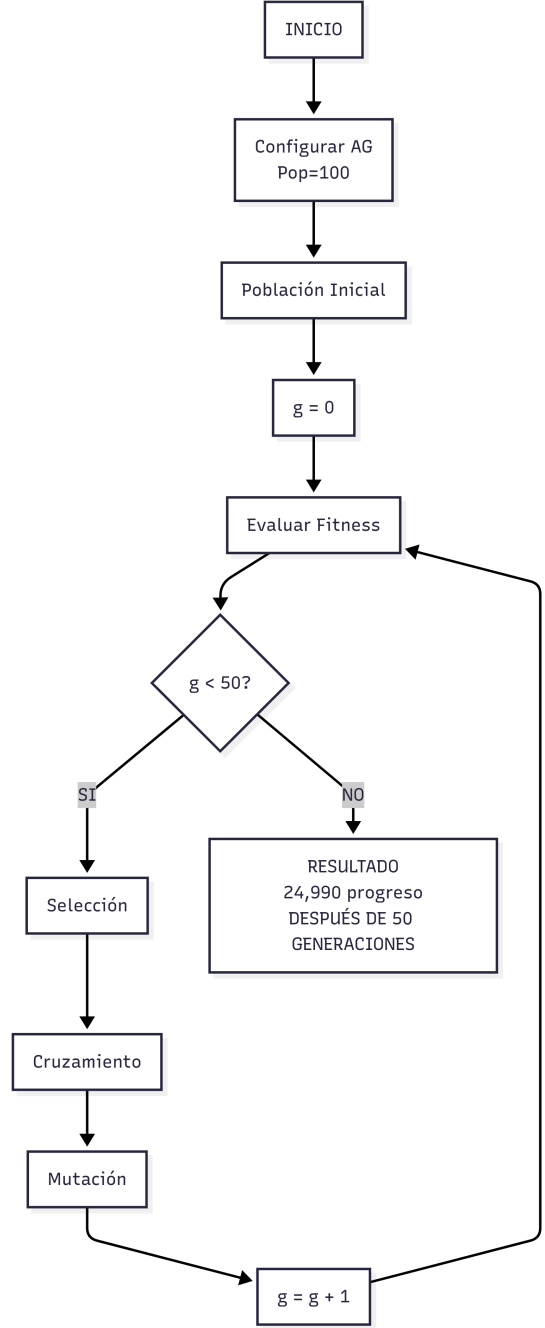 INICIO
Configurar AG
Pop=100
Población Inicial
g = 0
Evaluar Fitness
g < 50?
SI
NO
RESULTADO
24,990 progreso
DESPUÉS DE 50
GENERACIONES
Selección
Cruzamiento
Mutación
g = g + 1